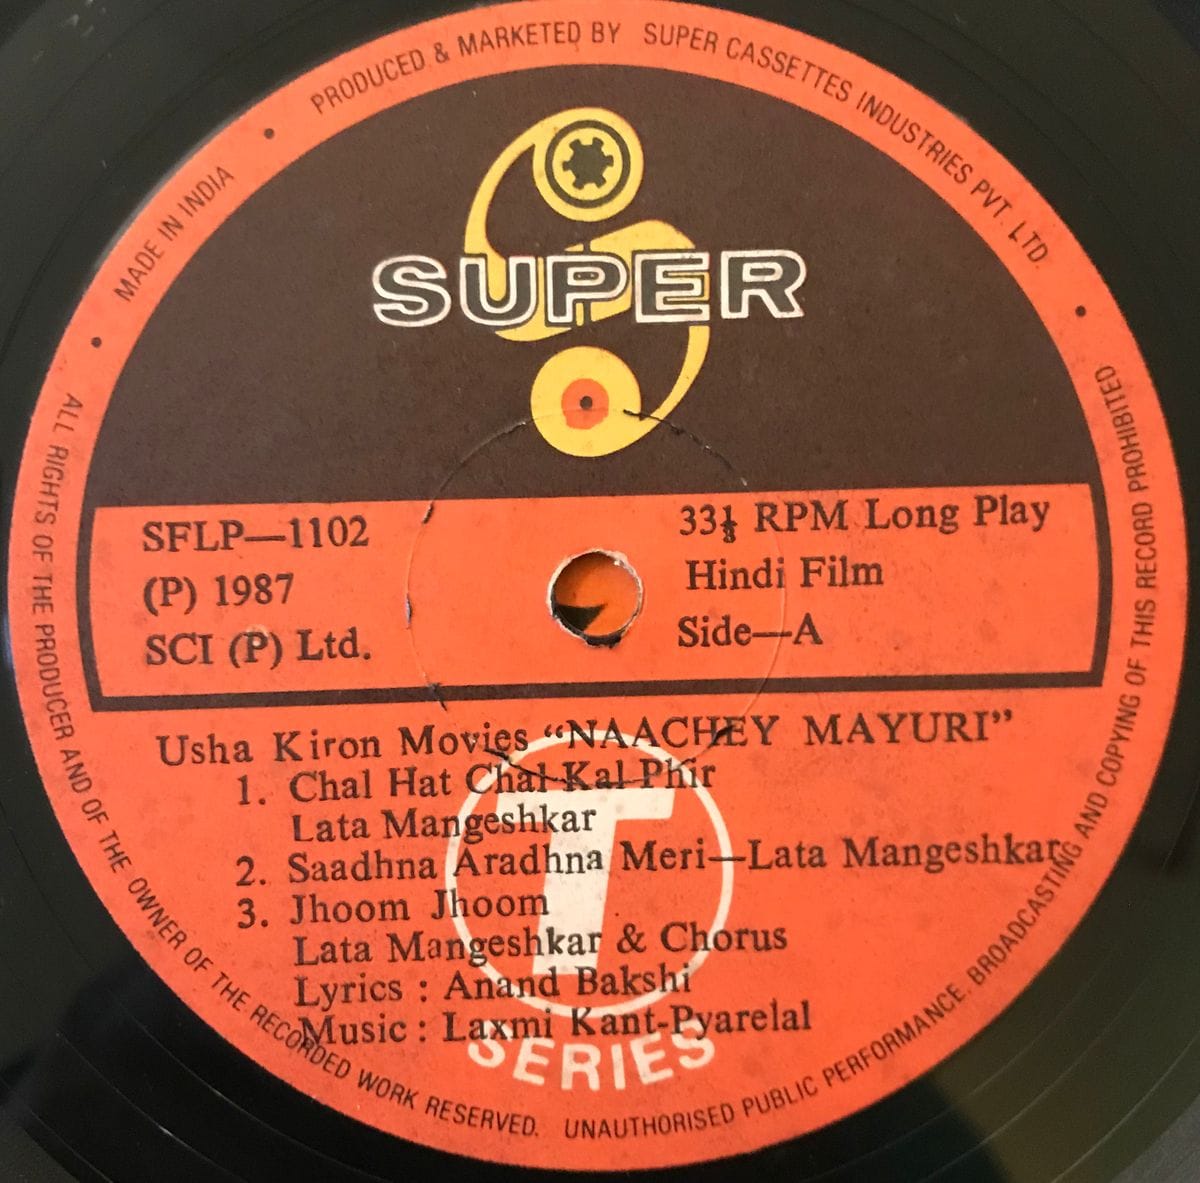 PRODUCED & MARKETED BY SUPER CASSETTES INDUSTRIES PVT. LTD.
MADE IN INDIA
SUPER
SFLP—1102
(P) 1987
SCI (P) Ltd.
33⅓ RPM Long Play
Hindi Film
Side—A
Usha Kiron Movies “NAACHEY MAYURI”
1. Chal Hat Chal Kal Phir
Lata Mangeshkar
2. Saadhna Aradhna Meri—Lata Mangeshkar
3. Jhoom Jhoom
Lata Mangeshkar & Chorus
Lyrics : Anand Bakshi
Music : Laxmi Kant-Pyarelal
T
SERIES
ALL RIGHTS OF THE PRODUCER AND OF THE OWNER OF THE RECORDED WORK RESERVED. UNAUTHORISED PUBLIC PERFORMANCE. BROADCASTING AND COPYING OF THIS RECORD PROHIBITED